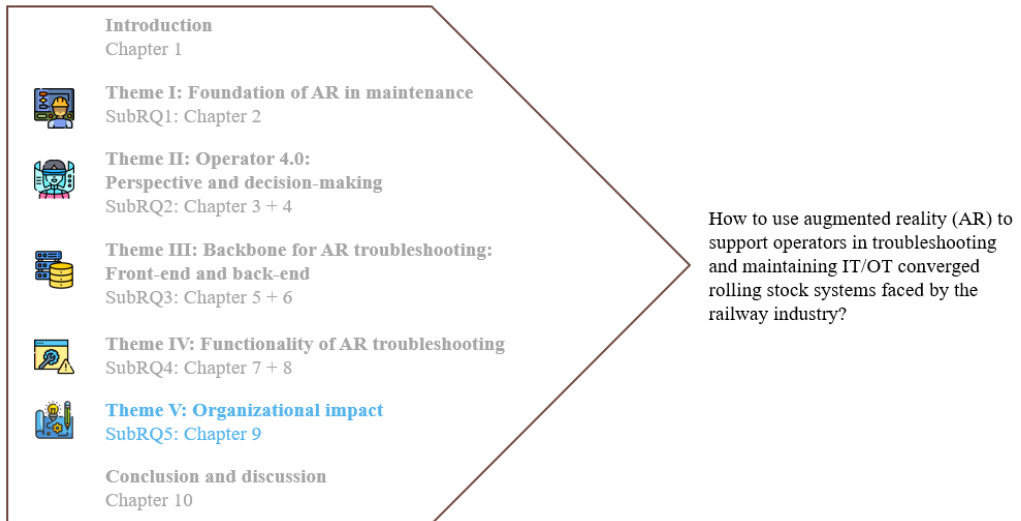 Introduction
Chapter 1
Theme I: Foundation of AR in maintenance
SubRQ1: Chapter 2
Theme II: Operator 4.0:
Perspective and decision-making
SubRQ2: Chapter 3 + 4
Theme III: Backbone for AR troubleshooting:
Front-end and back-end
SubRQ3: Chapter 5 + 6
Theme IV: Functionality of AR troubleshooting
SubRQ4: Chapter 7 + 8
Theme V: Organizational impact
SubRQ5: Chapter 9
Conclusion and discussion
Chapter 10
How to use augmented reality (AR) to
support operators in troubleshooting
and maintaining IT/OT converged
rolling stock systems faced by the
railway industry?